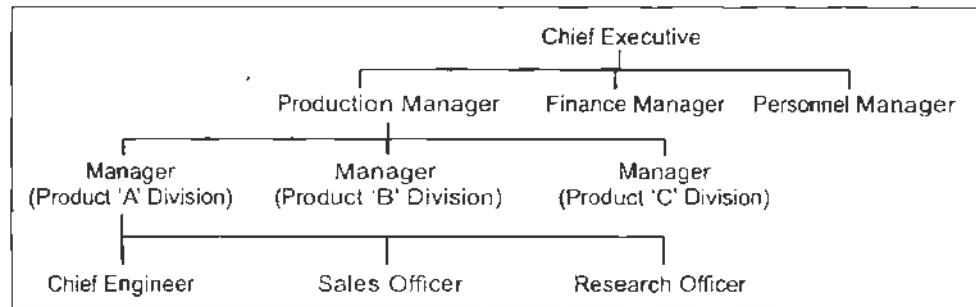 Chief Executive
Production Manager Finance Manager Personnel Manager
Manager Manager Manager
(Product 'A' Division) (Product 'B' Division) (Product 'C' Division)
Chief Engineer Sales Officer Research Officer